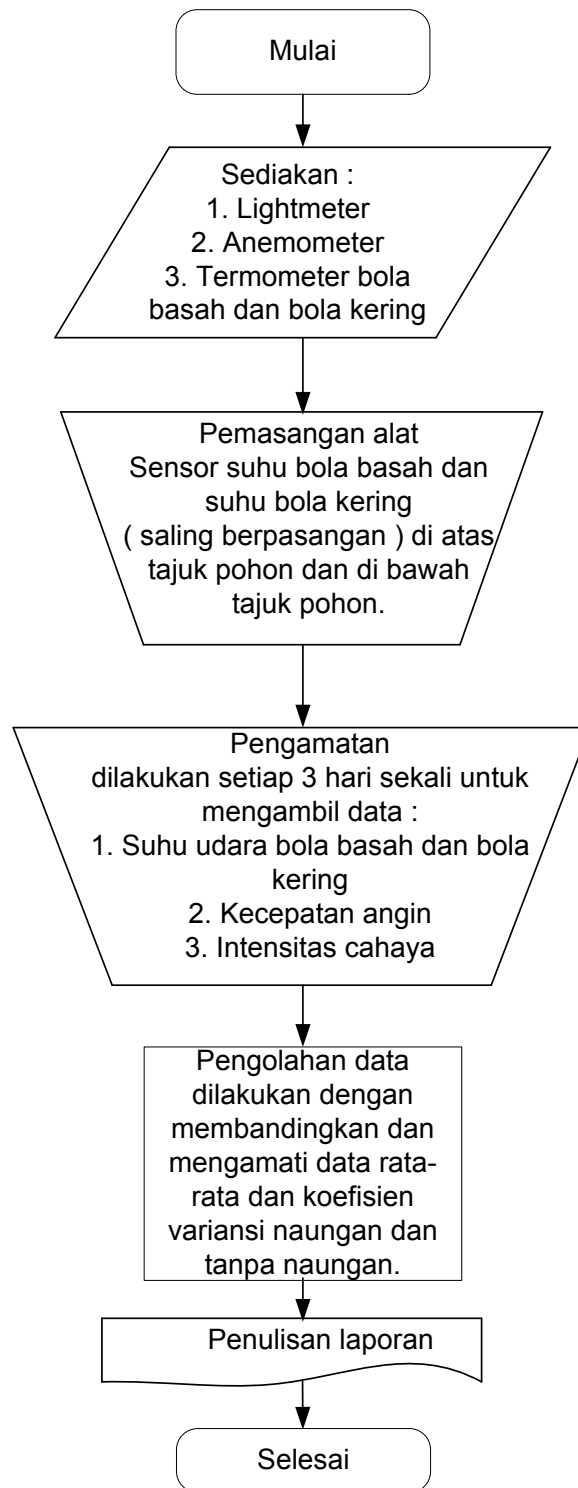 Mulai
Sediakan :
1. Lightmeter
2. Anemometer
3. Termometer bola
basah dan bola kering
Pemasangan alat
Sensor suhu bola basah dan
suhu bola kering
( saling berpasangan ) di atas
tajuk pohon dan di bawah
tajuk pohon.
Pengamatan
dilakukan setiap 3 hari sekali untuk
mengambil data :
1. Suhu udara bola basah dan bola
kering
2. Kecepatan angin
3. Intensitas cahaya
Pengolahan data
dilakukan dengan
membandingkan dan
mengamati data rata-
rata dan koefisien
variansi naungan dan
tanpa naungan.
Penulisan laporan
Selesai